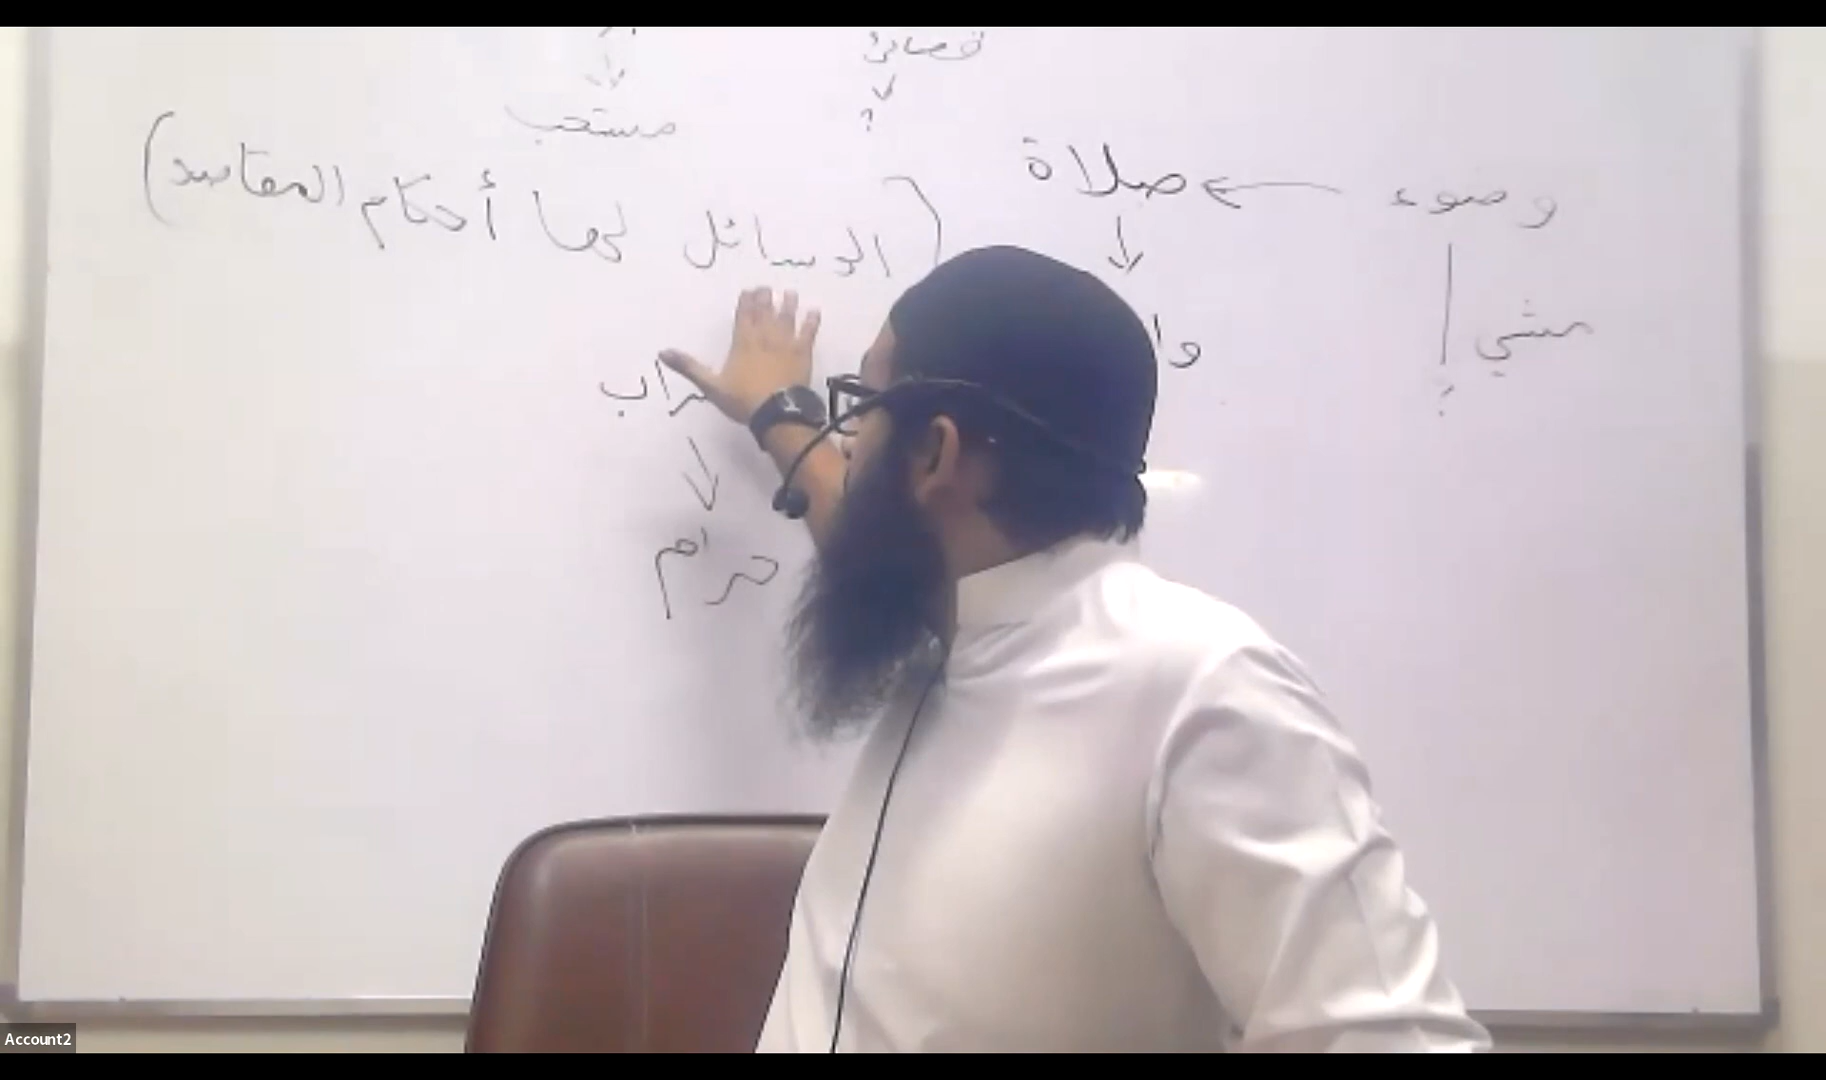 مستحب
وضوء ← صلاة
(الوسائل لها أحكام المقاصد)
مشي
؟
حرام
Account2